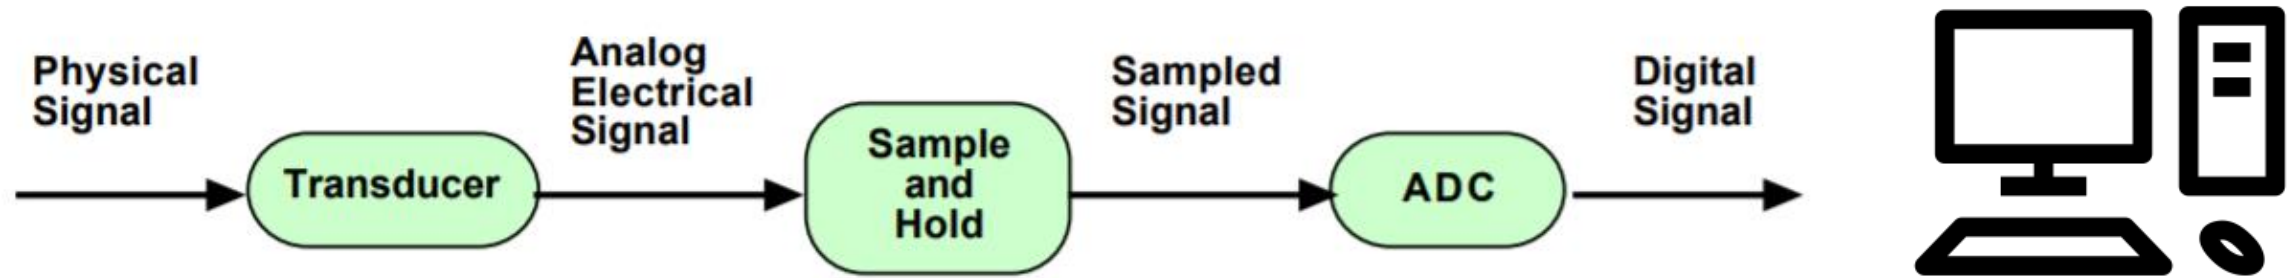 Physical
Signal
Transducer
Analog
Electrical
Signal
Sample
and
Hold
Sampled
Signal
ADC
Digital
Signal